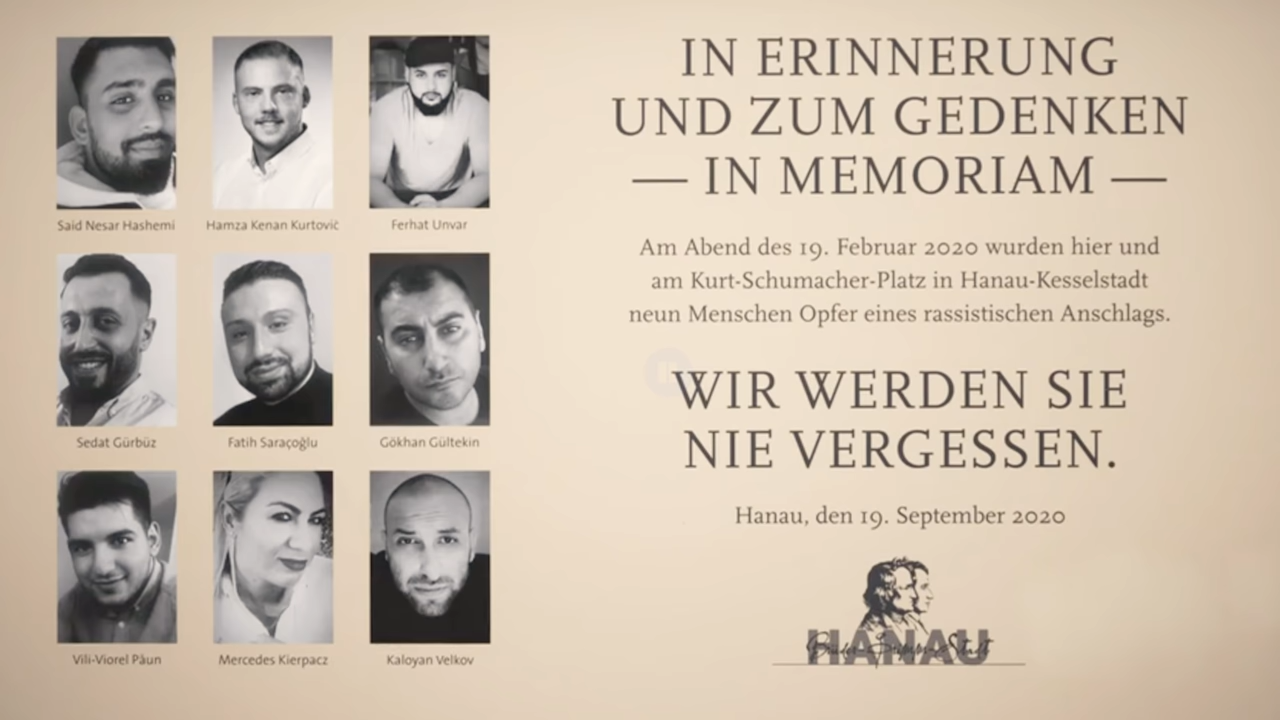 Said Nesar Hashemi
Hamza Kenan Kurtović
Ferhat Unvar
Sedat Gürbüz
Fatih Saraçoğlu
Gökhan Gültekin
Vili-Viorel Păun
Mercedes Kierpacz
Kaloyan Velkov
IN ERINNERUNG
UND ZUM GEDENKEN
— IN MEMORIAM —
Am Abend des 19. Februar 2020 wurden hier und
am Kurt-Schumacher-Platz in Hanau-Kesselstadt
neun Menschen Opfer eines rassistischen Anschlags.
WIR WERDEN SIE
NIE VERGESSEN.
Hanau, den 19. September 2020
HANAU
Brüder-Grimm-Stadt